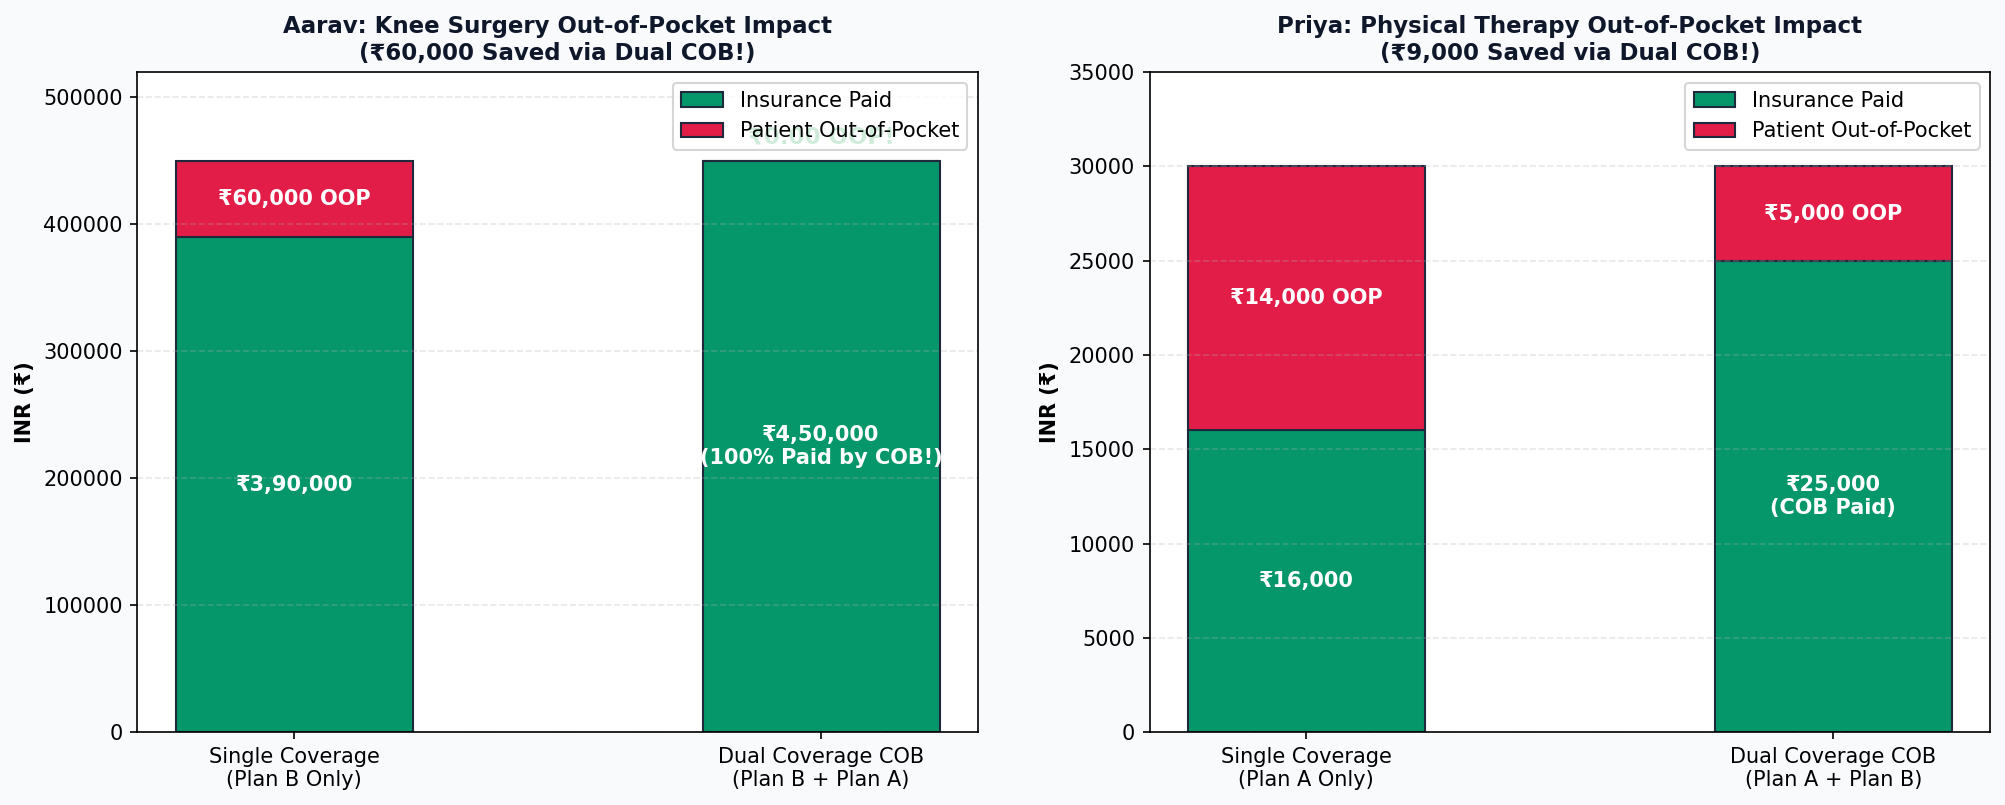 Aarav: Knee Surgery Out-of-Pocket Impact
(₹60,000 Saved via Dual COB!)
INR (₹)
500000
400000
300000
200000
100000
0
Insurance Paid
Patient Out-of-Pocket
₹0.00 OOP!
₹60,000 OOP
₹3,90,000
₹4,50,000
(100% Paid by COB!)
Single Coverage
(Plan B Only)
Dual Coverage COB
(Plan B + Plan A)
Priya: Physical Therapy Out-of-Pocket Impact
(₹9,000 Saved via Dual COB!)
INR (₹)
35000
30000
25000
20000
15000
10000
5000
0
Insurance Paid
Patient Out-of-Pocket
₹14,000 OOP
₹16,000
₹5,000 OOP
₹25,000
(COB Paid)
Single Coverage
(Plan A Only)
Dual Coverage COB
(Plan A + Plan B)